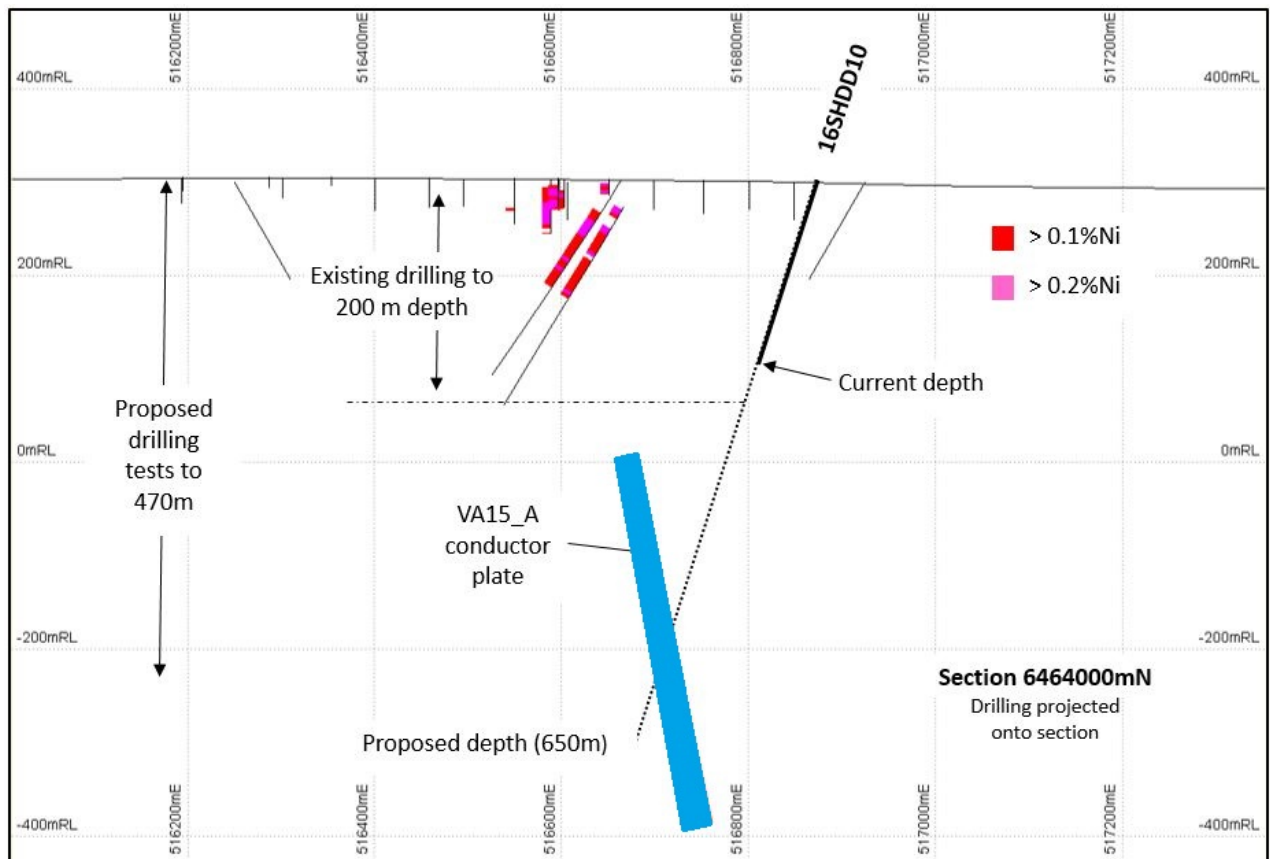 516200mE
516400mE
516600mE
516800mE
517000mE
517200mE
400mRL
400mRL
16SHDD10
> 0.1%Ni
> 0.2%Ni
200mRL
200mRL
Existing drilling to
200 m depth
Current depth
Proposed
drilling
tests to
470m
0mRL
0mRL
VA15_A
conductor
plate
-200mRL
-200mRL
Section 6464000mN
Drilling projected
onto section
Proposed depth (650m)
516200mE
516400mE
516600mE
516800mE
517000mE
517200mE
-400mRL
-400mRL